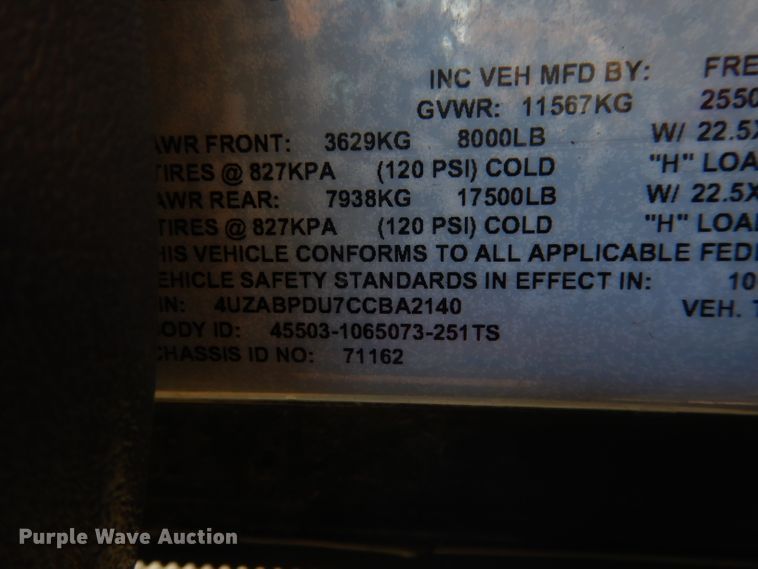 INC VEH MFD BY: FRE
GVWR: 11567KG 2550
AWR FRONT: 3629KG 8000LB W/ 22.5X
TIRES @ 827KPA (120 PSI) COLD "H" LOA
AWR REAR: 7938KG 17500LB W/ 22.5X
TIRES @ 827KPA (120 PSI) COLD "H" LOA
HIS VEHICLE CONFORMS TO ALL APPLICABLE FEDE
EHICLE SAFETY STANDARDS IN EFFECT IN: 10
IN: 4UZABPDU7CCBA2140 VEH. T
ODY ID: 45503-1065073-251TS
CHASSIS ID NO: 71162
Purple Wave Auction